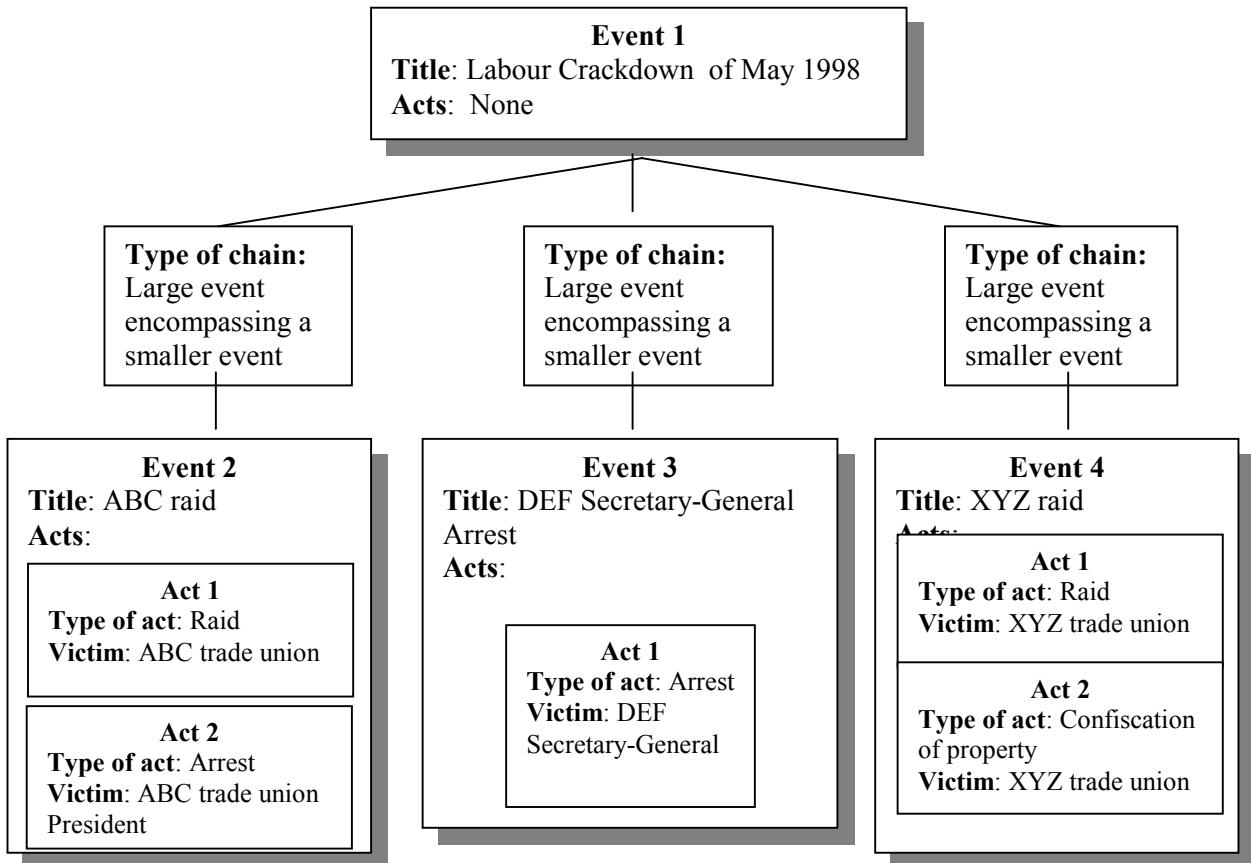 Event 1
Title: Labour Crackdown of May 1998
Acts: None
Type of chain:
Large event
encompassing a
smaller event
Type of chain:
Large event
encompassing a
smaller event
Type of chain:
Large event
encompassing a
smaller event
Event 2
Title: ABC raid
Acts:
Act 1
Type of act: Raid
Victim: ABC trade union
Act 2
Type of act: Arrest
Victim: ABC trade union
President
Event 3
Title: DEF Secretary-General
Arrest
Acts:
Act 1
Type of act: Arrest
Victim: DEF
Secretary-General
Event 4
Title: XYZ raid
Acts:
Act 1
Type of act: Raid
Victim: XYZ trade union
Act 2
Type of act: Confiscation
of property
Victim: XYZ trade union